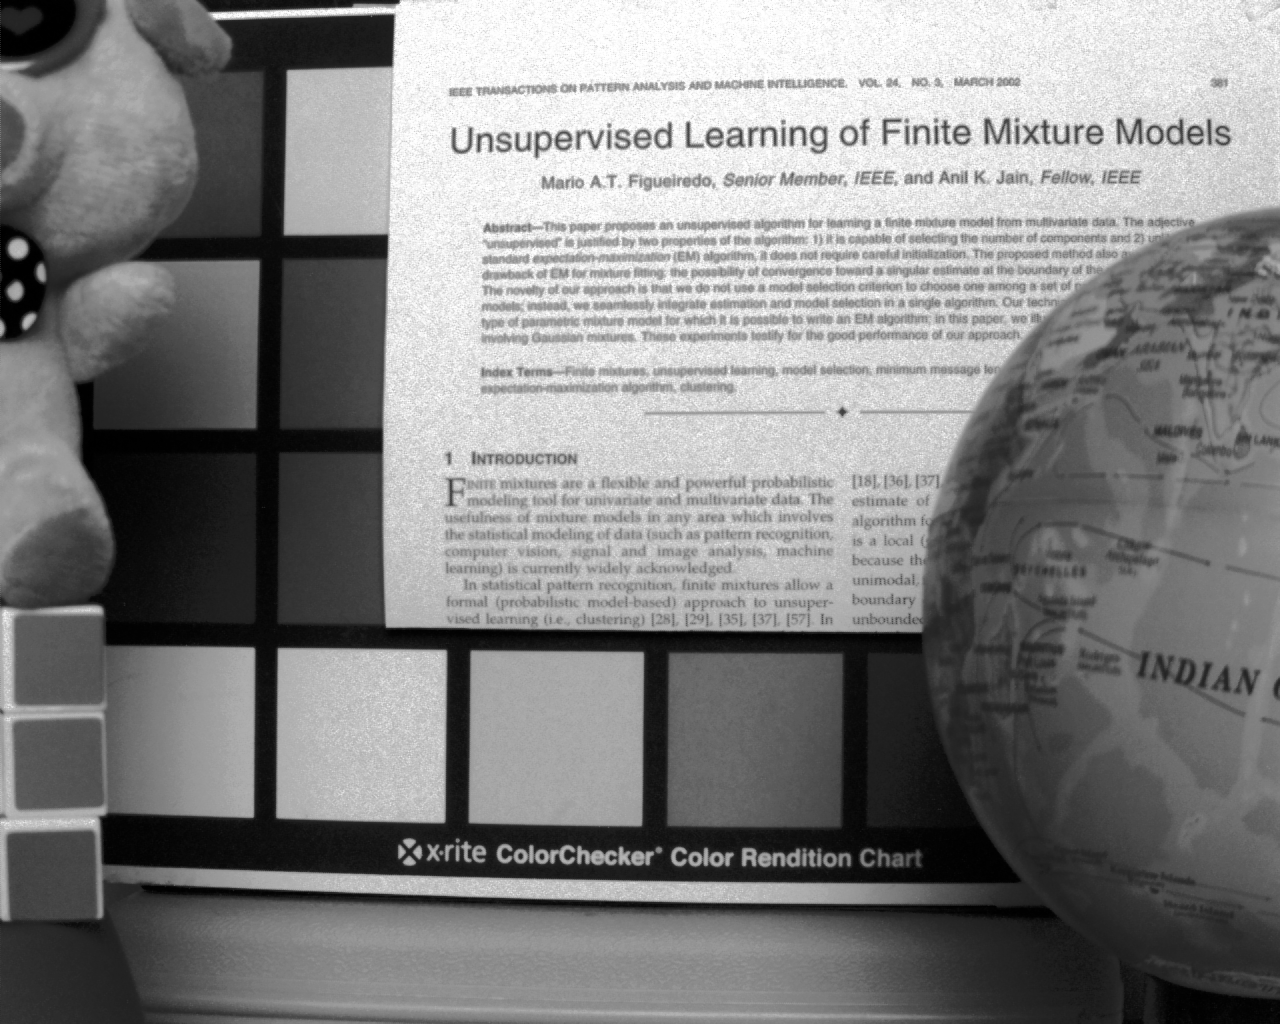 IEEE TRANSACTIONS ON PATTERN ANALYSIS AND MACHINE INTELLIGENCE, VOL. 24, NO. 3, MARCH 2002 381
Unsupervised Learning of Finite Mixture Models
Mario A.T. Figueiredo, Senior Member, IEEE, and Anil K. Jain, Fellow, IEEE
Abstract—This paper proposes an unsupervised algorithm for learning a finite mixture model from multivariate data. The adjective
"unsupervised" is justified by two properties of the algorithm: 1) it is capable of selecting the number of components and 2)
standard expectation-maximization (EM) algorithm, it does not require careful initialization. The proposed method also
drawback of EM for mixture fitting: the possibility of convergence toward a singular estimate at the boundary of the
The novelty of our approach is that we do not use a model selection criterion to choose one among a set of
models; instead, we seamlessly integrate estimation and model selection in a single algorithm. Our
type of parametric mixture model for which it is possible to write an EM algorithm; in this paper, we
involving Gaussian mixtures. These experiments testify for the good performance of our approach.
Index Terms—Finite mixtures, unsupervised learning, model selection, minimum message
expectation-maximization algorithm, clustering.
1 INTRODUCTION
FINITE mixtures are a flexible and powerful probabilistic
modeling tool for univariate and multivariate data. The
usefulness of mixture models in any area which involves
the statistical modeling of data (such as pattern recognition,
computer vision, signal and image analysis, machine
learning) is currently widely acknowledged.
In statistical pattern recognition, finite mixtures allow a
formal (probabilistic model-based) approach to unsuper-
vised learning (i.e., clustering) [28], [29], [35], [37], [57]. In
[18], [36], [37]
estimate of
algorithm
is a local
because the
unimodal,
boundary
unbounded
ARABIAN
SEA
MALDIVES
Colombo
SEYCHELLES
INDIAN
x·rite ColorChecker® Color Rendition Chart